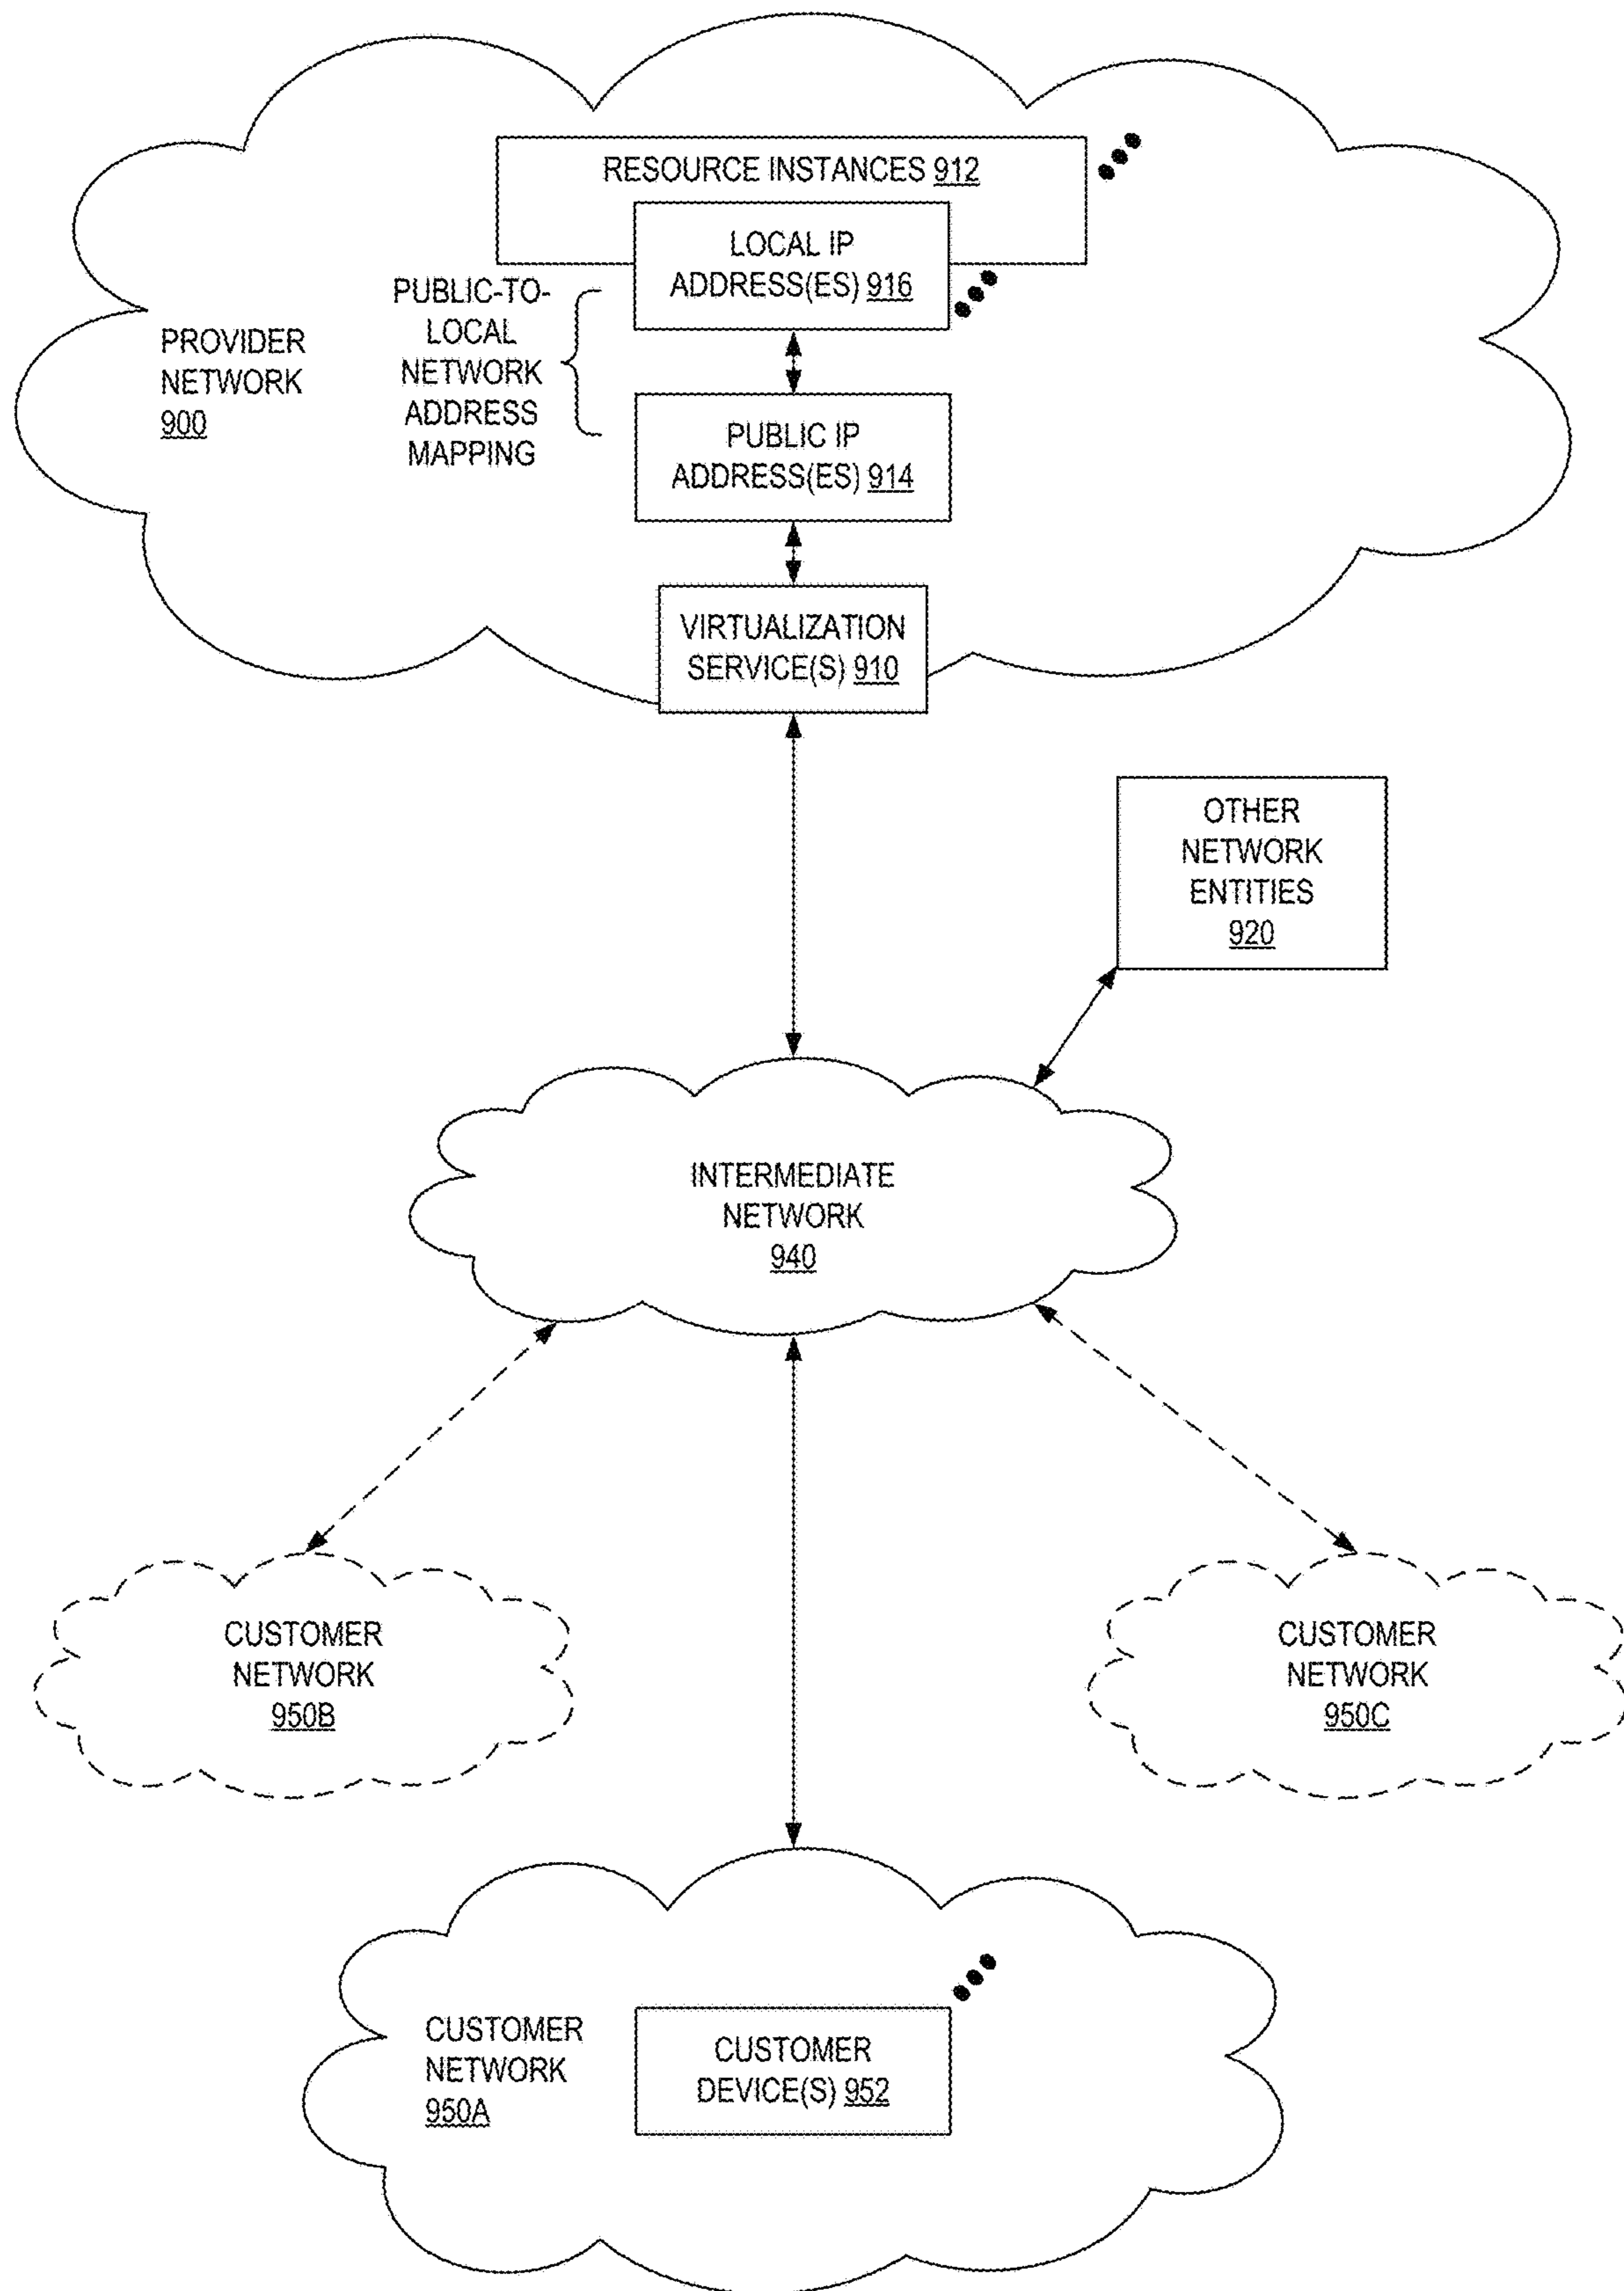 RESOURCE INSTANCES 912
LOCAL IP
ADDRESS(ES) 916
PUBLIC-TO-
LOCAL
NETWORK
ADDRESS
MAPPING
PROVIDER
NETWORK
900
PUBLIC IP
ADDRESS(ES) 914
VIRTUALIZATION
SERVICE(S) 910
OTHER
NETWORK
ENTITIES
920
INTERMEDIATE
NETWORK
940
CUSTOMER
NETWORK
950B
CUSTOMER
NETWORK
950C
CUSTOMER
NETWORK
950A
CUSTOMER
DEVICE(S) 952